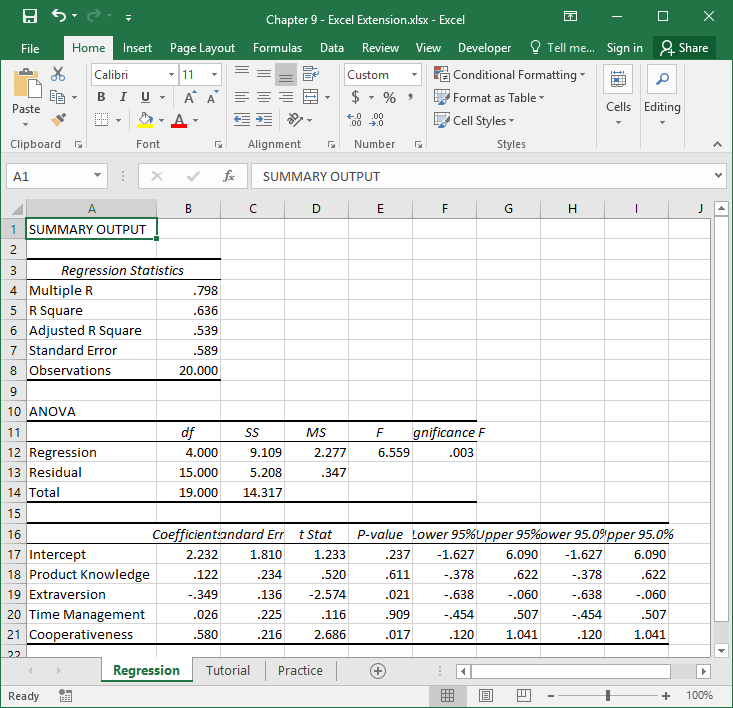 Chapter 9 - Excel Extension.xlsx - Excel
File Home Insert Page Layout Formulas Data Review View Developer Tell me... Sign in Share
Paste
Calibri 11
B I U A A
A
Custom
$ % ,
.0 .00
.00 .0
Conditional Formatting
Format as Table
Cell Styles
Cells
Editing
Clipboard Font Alignment Number Styles
A1 fx SUMMARY OUTPUT
A B C D E F G H I J
1 SUMMARY OUTPUT
2
3 Regression Statistics
4 Multiple R .798
5 R Square .636
6 Adjusted R Square .539
7 Standard Error .589
8 Observations 20.000
9
10 ANOVA
11 df SS MS F gnificance F
12 Regression 4.000 9.109 2.277 6.559 .003
13 Residual 15.000 5.208 .347
14 Total 19.000 14.317
15
16 Coefficients andard Err t Stat P-value Lower 95% Upper 95% ower 95.0% pper 95.0%
17 Intercept 2.232 1.810 1.233 .237 -1.627 6.090 -1.627 6.090
18 Product Knowledge .122 .234 .520 .611 -.378 .622 -.378 .622
19 Extraversion -.349 .136 -2.574 .021 -.638 -.060 -.638 -.060
20 Time Management .026 .225 .116 .909 -.454 .507 -.454 .507
21 Cooperativeness .580 .216 2.686 .017 .120 1.041 .120 1.041
22
Regression Tutorial Practice
Ready 100%